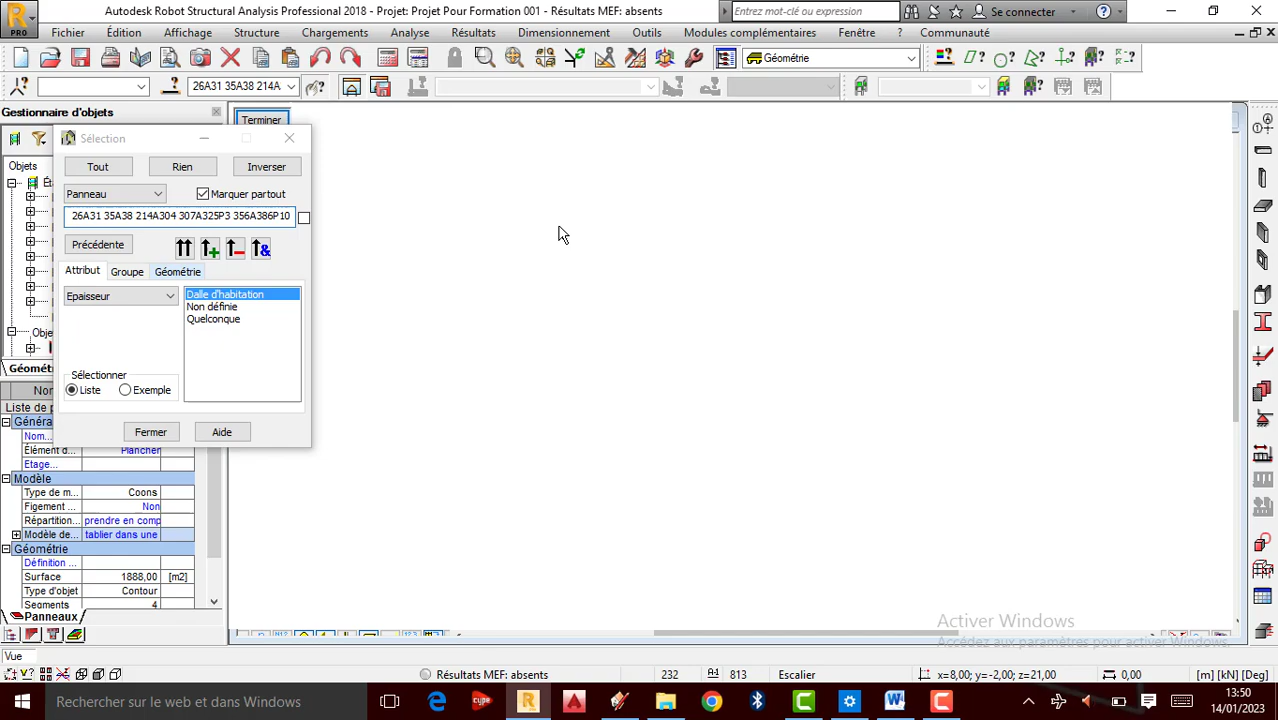 Autodesk Robot Structural Analysis Professional 2018 - Projet: Projet Pour Formation 001 - Résultats MEF: absents
Entrez mot-clé ou expression
Se connecter
PRO
Fichier Edition Affichage Structure Chargements Analyse Résultats Dimensionnement Outils Modules complémentaires Fenêtre ? Communauté
Géométrie
26A31 35A38 214A
Gestionnaire d'objets
Terminer
Sélection
Tout Rien Inverser
Objets
Panneau
Marquer partout
26A31 35A38 214A304 307A325P3 356A386P10
Précédente
Attribut Groupe Géométrie
Epaisseur
Dalle d'habitation
Non définie
Quelconque
Sélectionner
Liste Exemple
Fermer Aide
Nom...
Élément d... Plancher
Etage...
Modèle
Type de m... Coons
Figement ... Non
Répartition... prendre en comp
Modèle de... tablier dans une
Géométrie
Définition ...
Surface 1888,00 [m2]
Type d'objet Contour
Segments 4
Panneaux
Activer Windows
Accédez aux paramètres pour activer Windows.
Vue
Résultats MEF: absents 232 813 Escalier x=8,00; y=-2,00; z=21,00 0,00 [m] [kN] [Deg]
Rechercher sur le web et dans Windows
13:50
14/01/2023